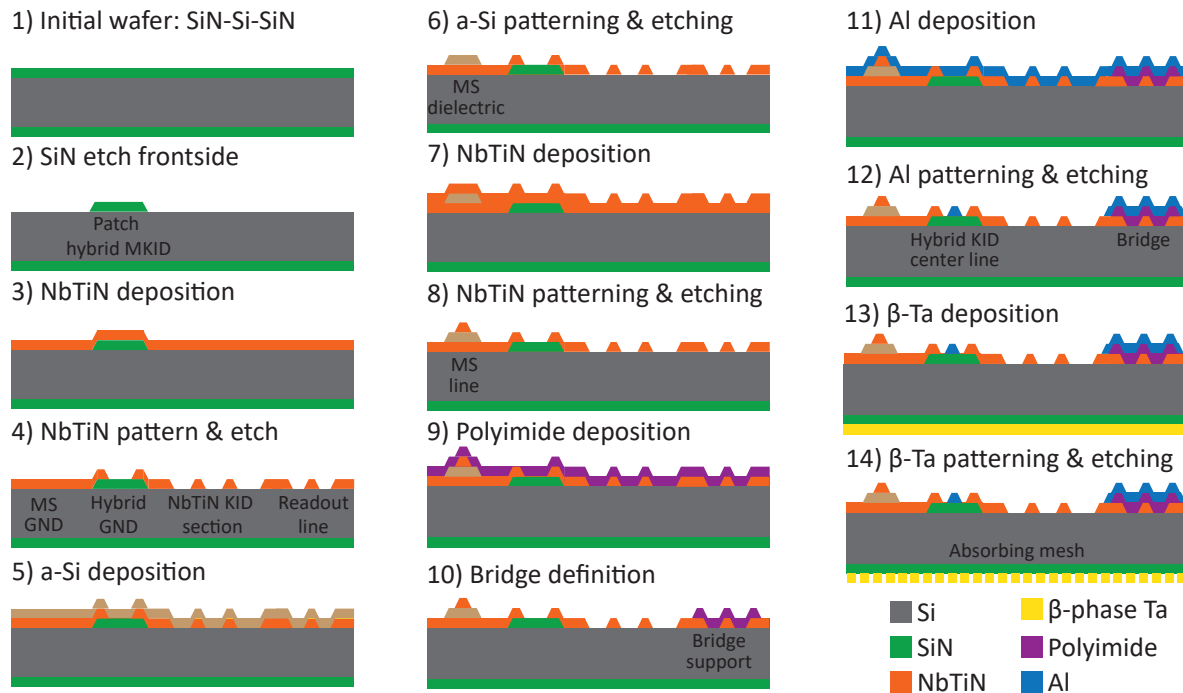 1) Initial wafer: SiN-Si-SiN
2) SiN etch frontside
Patch
hybrid MKID
3) NbTiN deposition
4) NbTiN pattern & etch
MS
GND
Hybrid
GND
NbTiN KID
section
Readout
line
5) a-Si deposition
6) a-Si patterning & etching
MS
dielectric
7) NbTiN deposition
8) NbTiN patterning & etching
MS
line
9) Polyimide deposition
10) Bridge definition
Bridge
support
11) Al deposition
12) Al patterning & etching
Hybrid KID
center line
Bridge
13) β-Ta deposition
14) β-Ta patterning & etching
Absorbing mesh
Si
SiN
NbTiN
β-phase Ta
Polyimide
Al